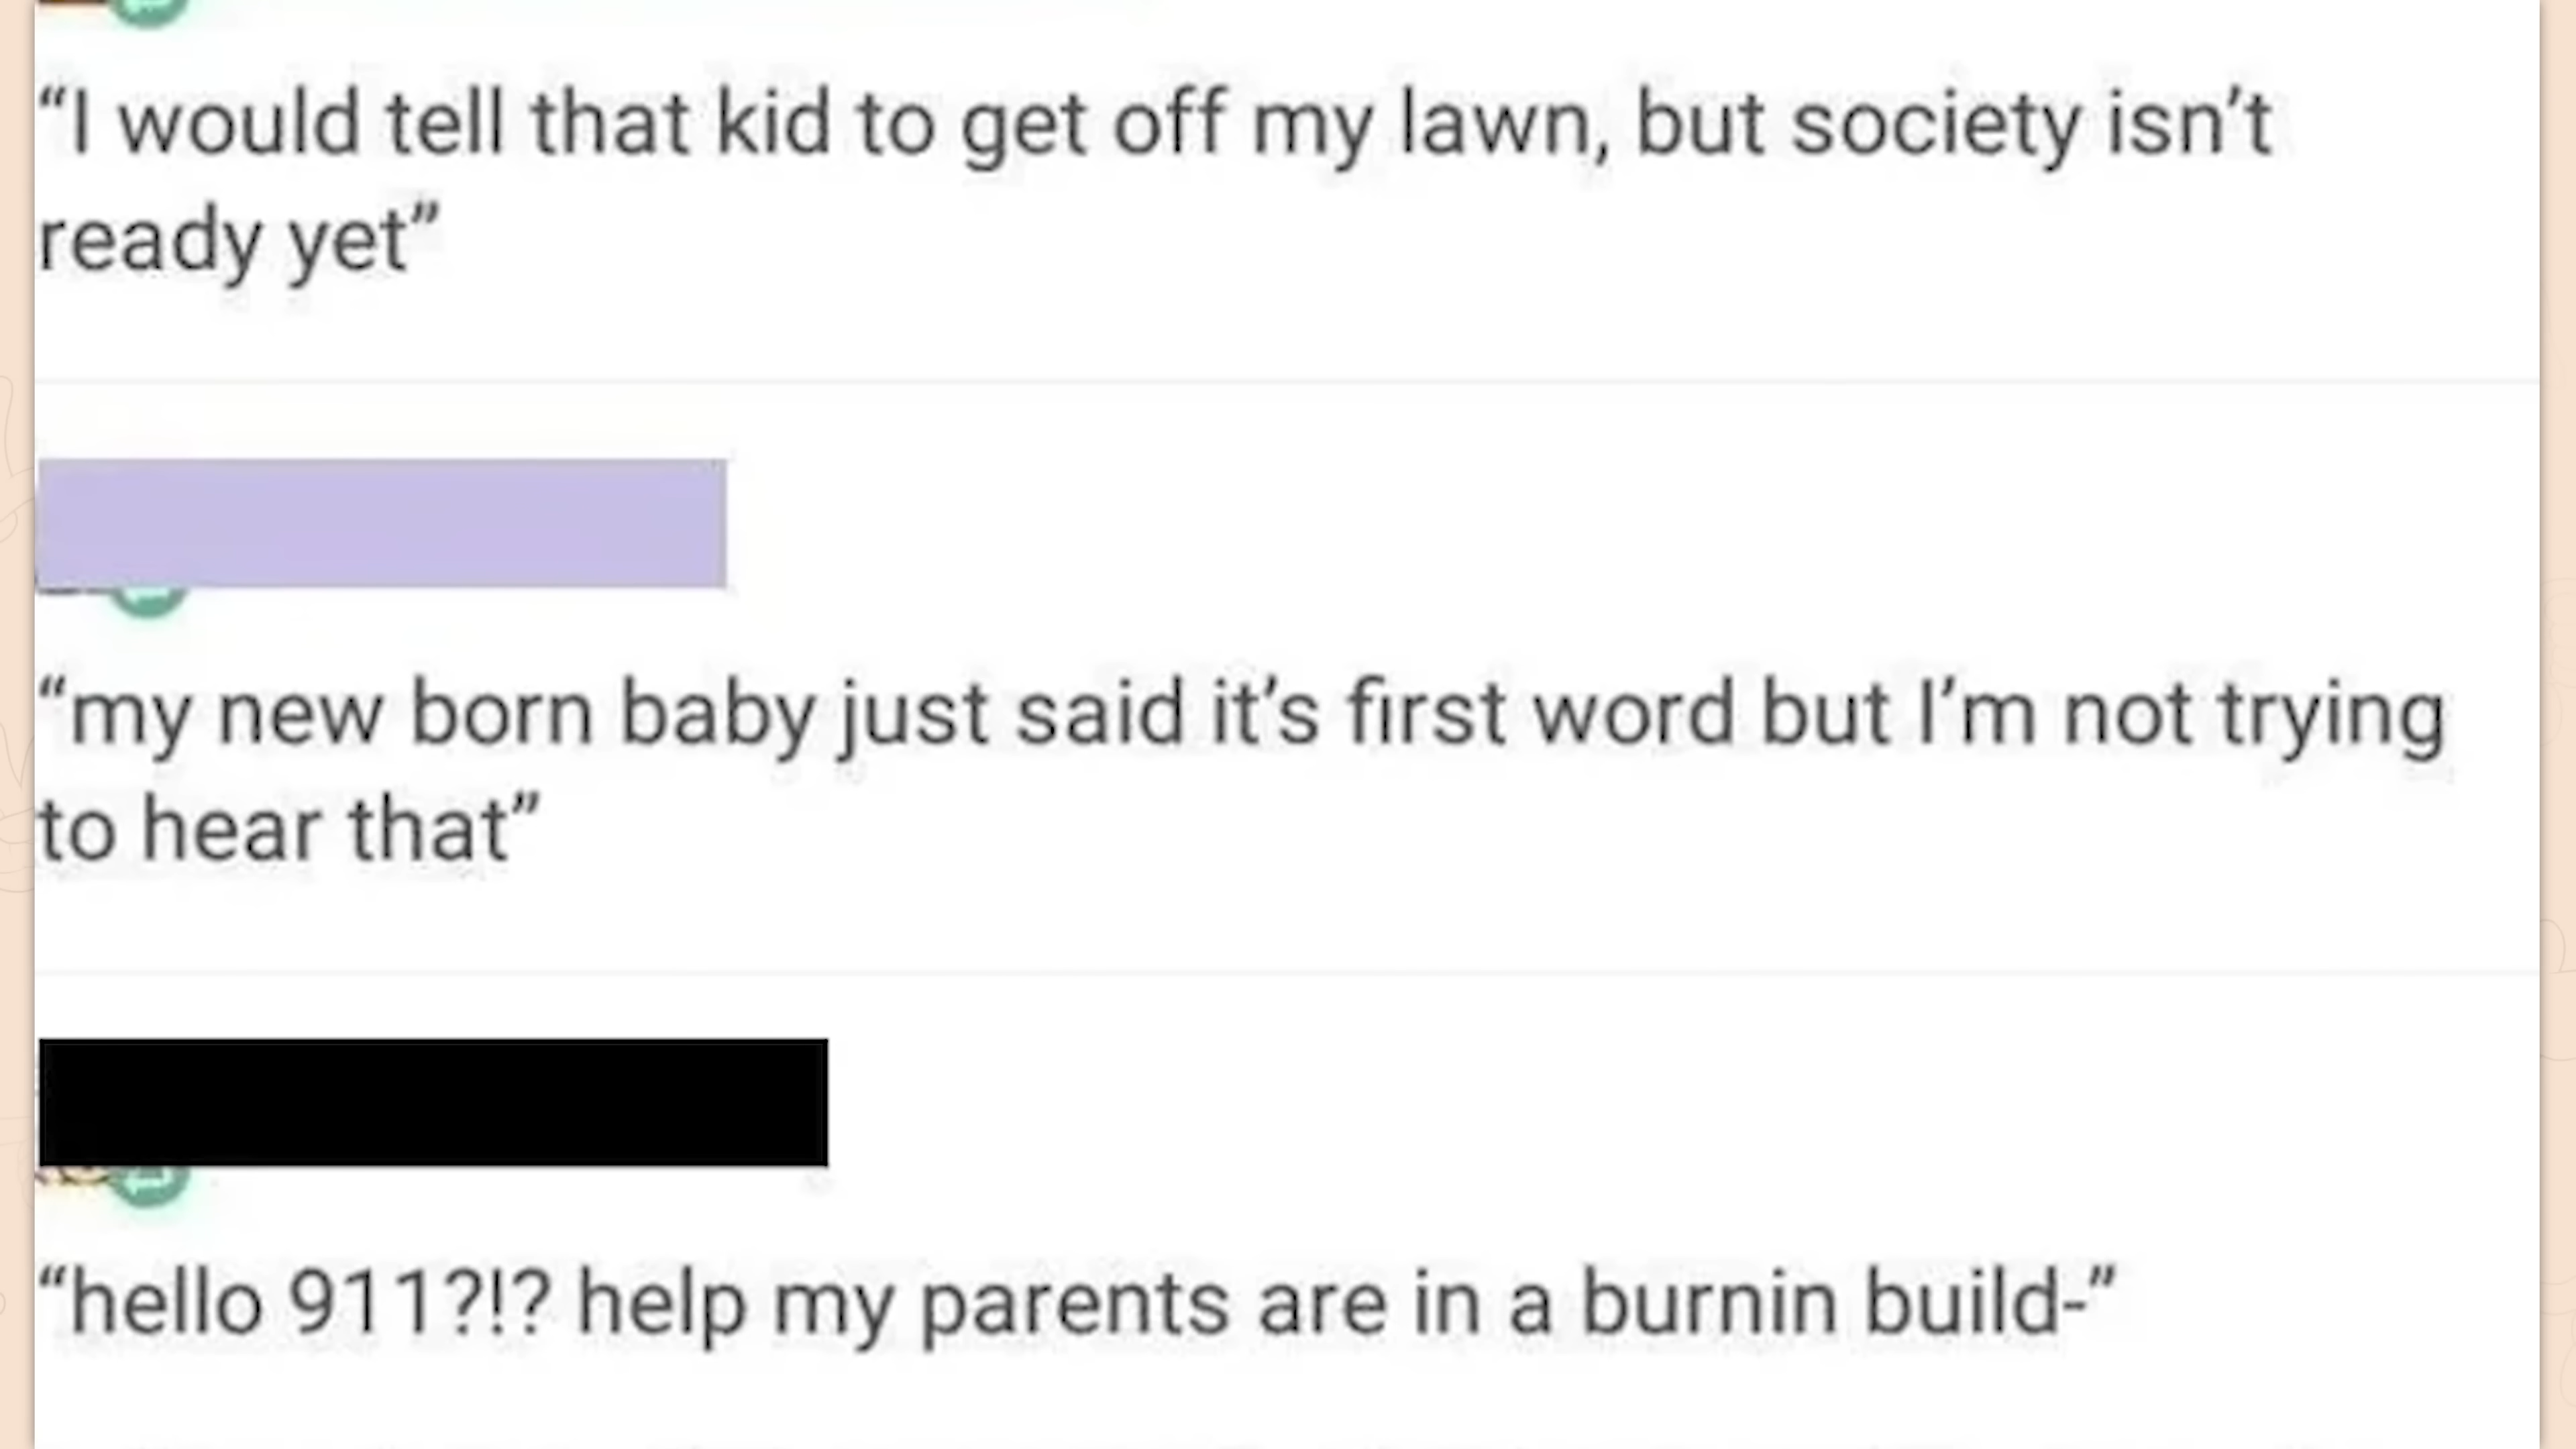 “I would tell that kid to get off my lawn, but society isn’t
ready yet”
“my new born baby just said it’s first word but I’m not trying
to hear that”
“hello 911?!? help my parents are in a burnin build-”